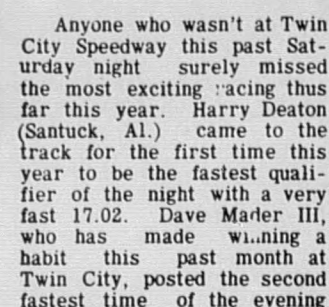 Anyone who wasn't at Twin
City Speedway this past Sat-
urday night surely missed
the most exciting racing thus
far this year. Harry Deaton
(Santuck, Al.) came to the
track for the first time this
year to be the fastest quali-
fier of the night with a very
fast 17.02. Dave Mader III,
who has made winning a
habit this past month at
Twin City, posted the second
fastest time of the evening